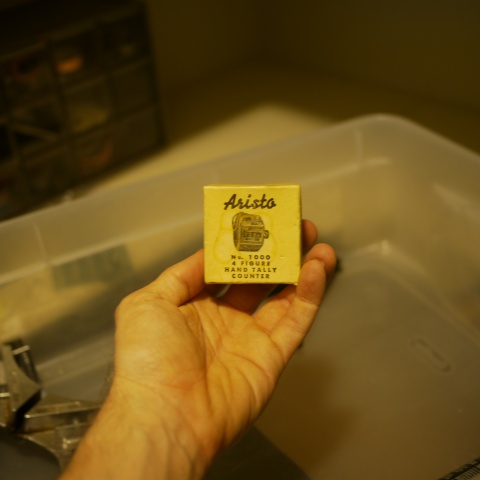 Aristo
No. 1000
4 FIGURE
HAND TALLY
COUNTER